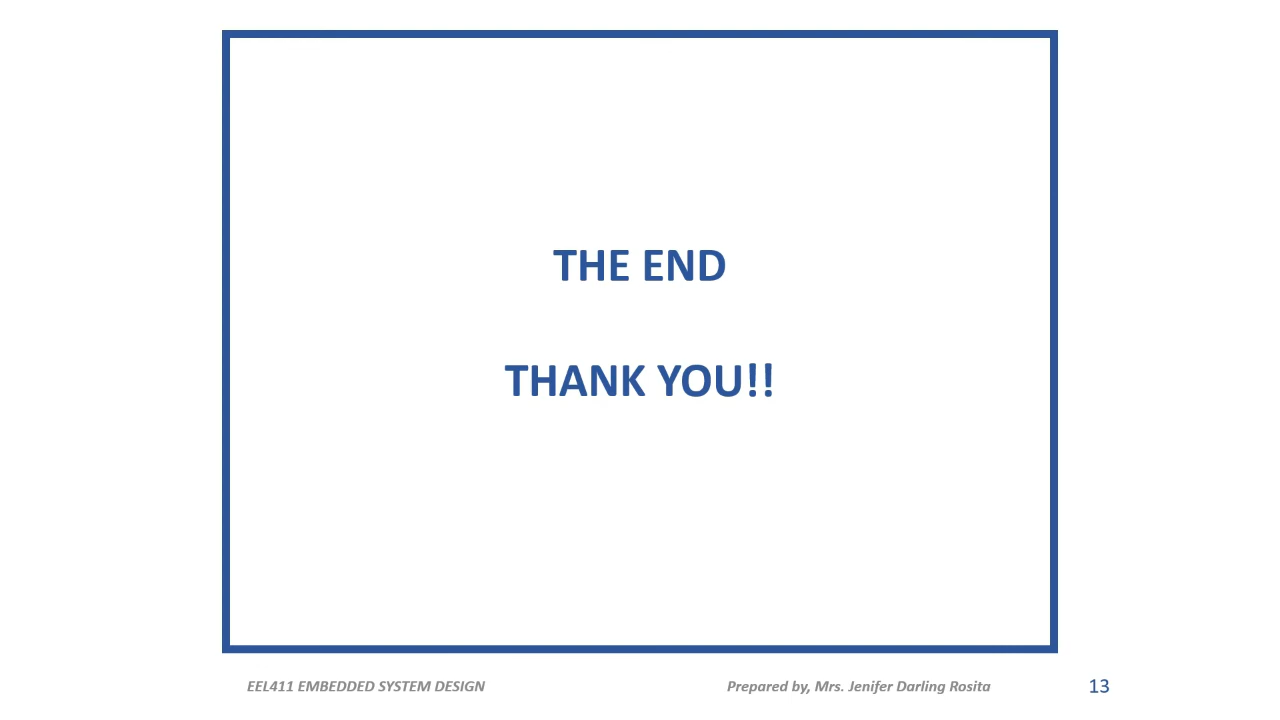 THE END
THANK YOU!!
EEL411 EMBEDDED SYSTEM DESIGN
Prepared by, Mrs. Jenifer Darling Rosita
13